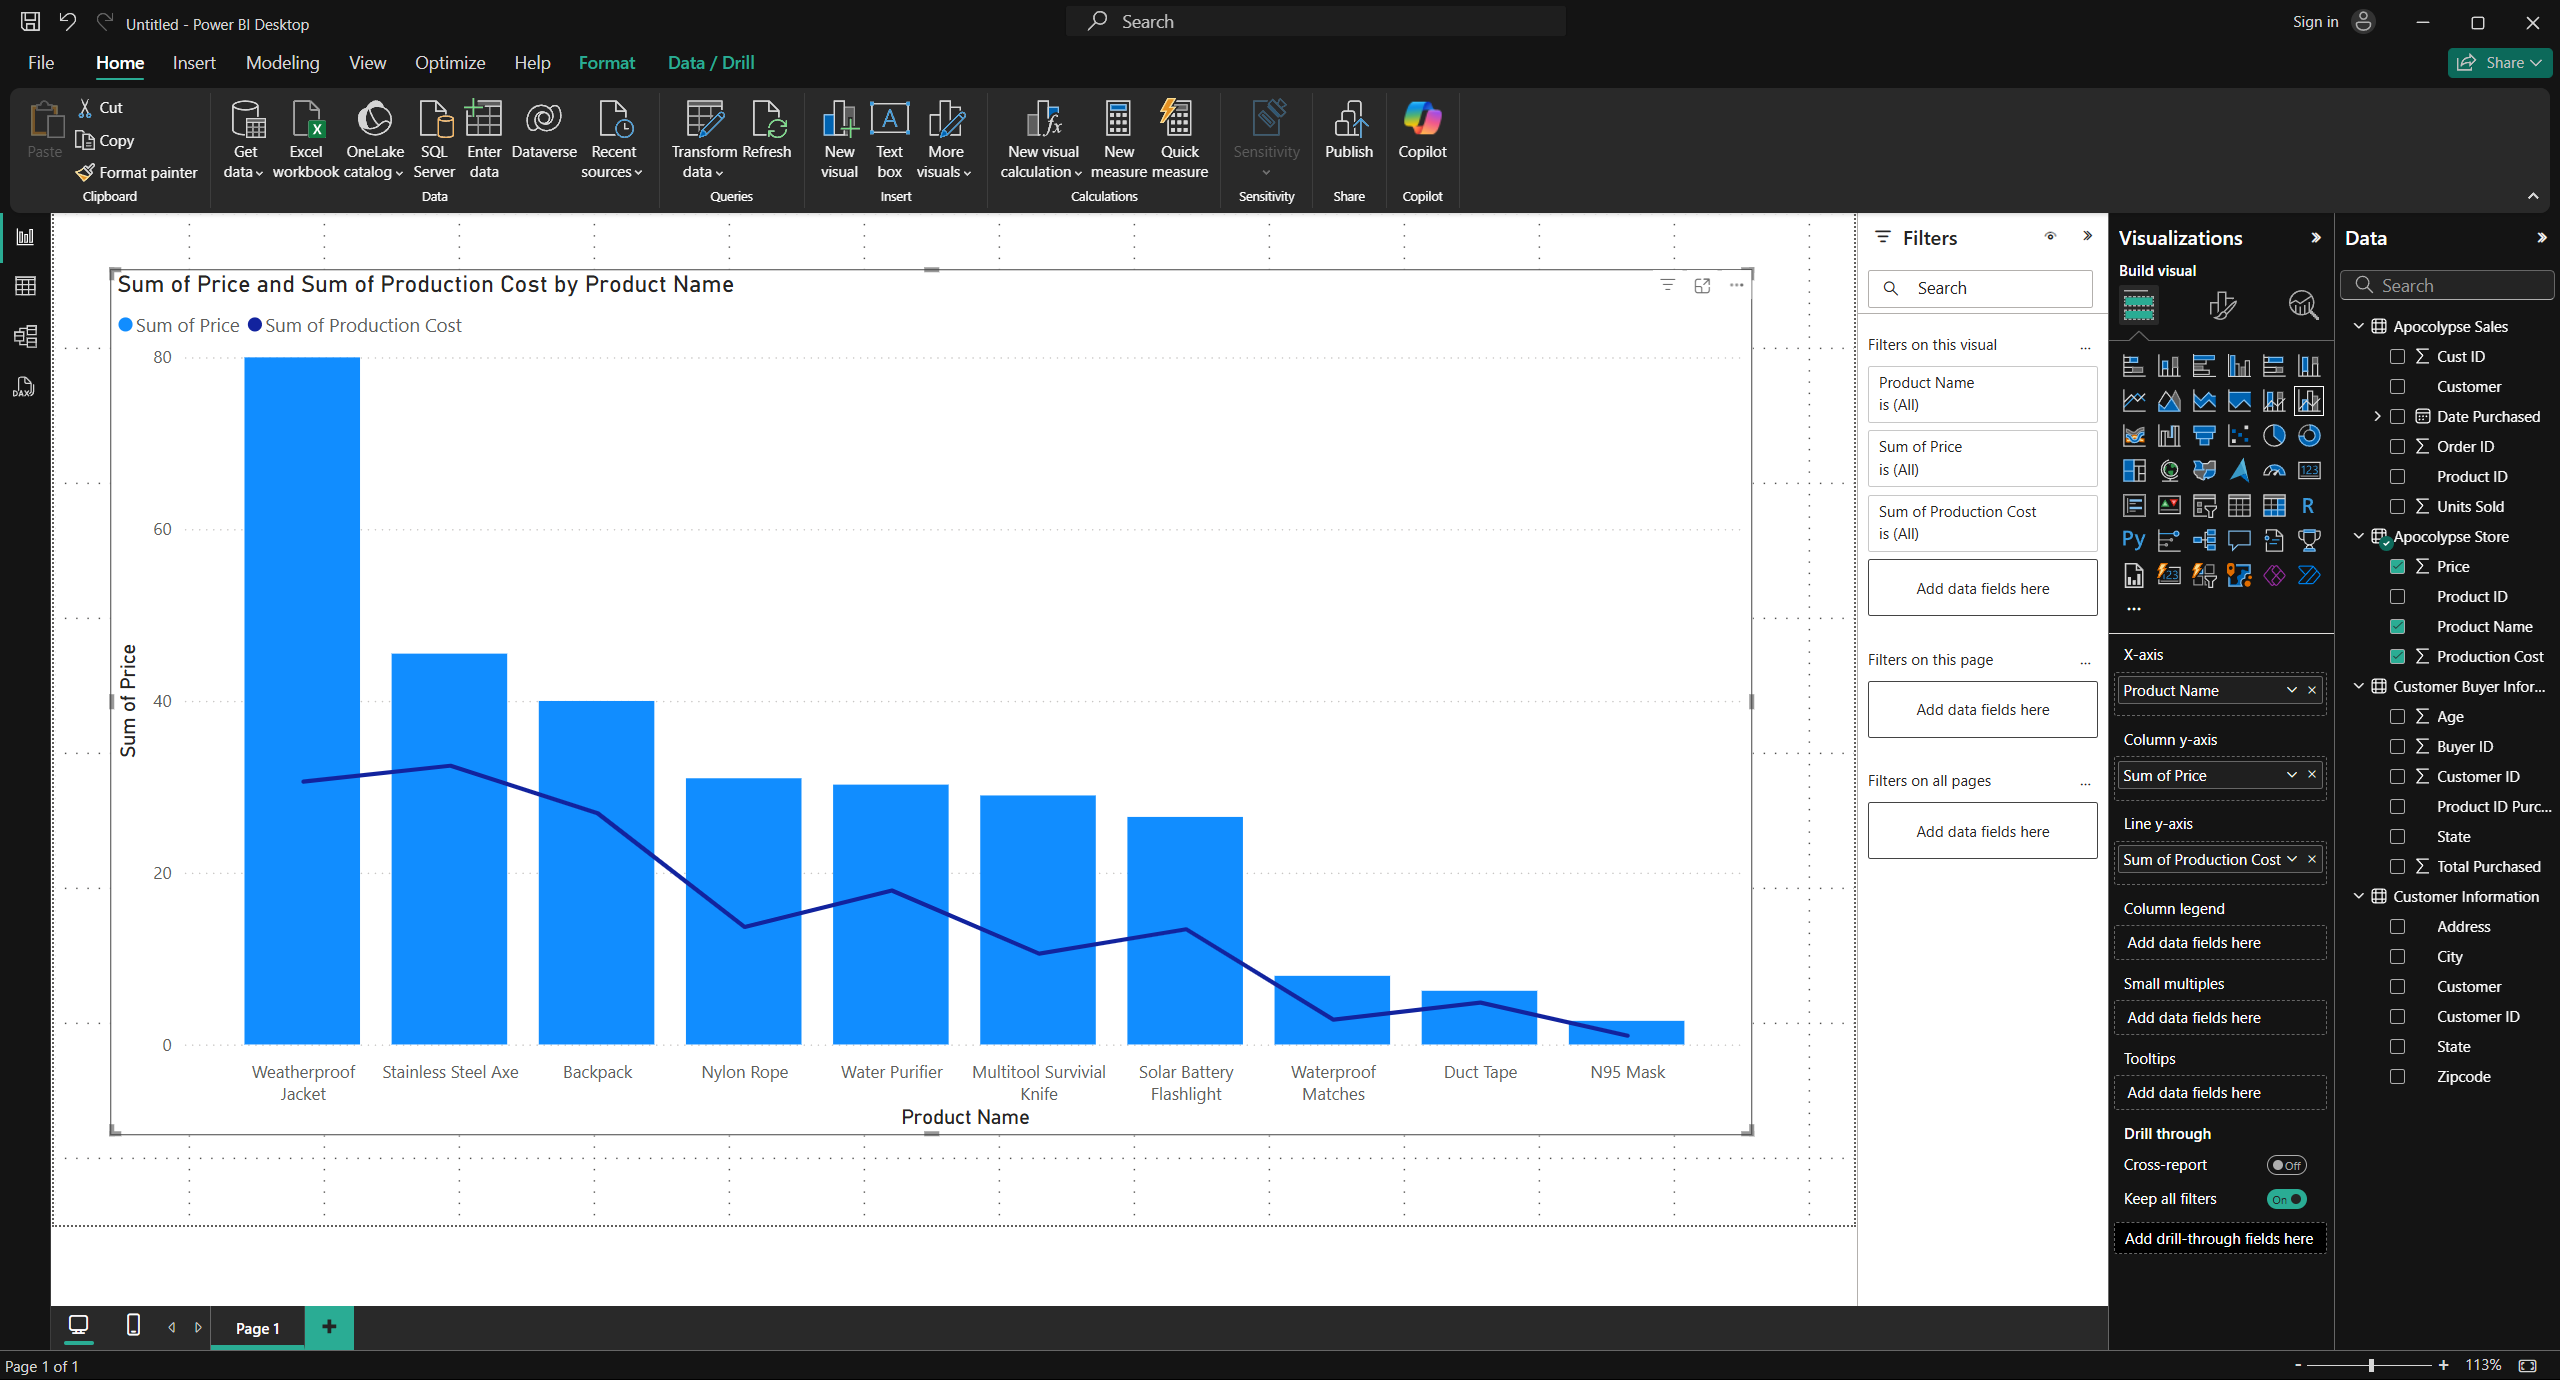 Untitled - Power BI Desktop
Search
Sign in
File Home Insert Modeling View Optimize Help Format Data / Drill
Share
Paste
Cut
Copy
Format painter
Clipboard
Get data
Excel workbook
OneLake catalog
SQL Server
Enter data
Dataverse
Recent sources
Data
Transform data
Refresh
Queries
New visual
Text box
More visuals
Insert
New visual calculation
New measure
Quick measure
Calculations
Sensitivity
Sensitivity
Publish
Share
Copilot
Copilot
DAX
Sum of Price and Sum of Production Cost by Product Name
Sum of Price Sum of Production Cost
80
60
40
20
0
Sum of Price
Weatherproof Jacket
Stainless Steel Axe
Backpack
Nylon Rope
Water Purifier
Multitool Survivial Knife
Solar Battery Flashlight
Waterproof Matches
Duct Tape
N95 Mask
Product Name
Filters
Search
Filters on this visual ...
Product Name
is (All)
Sum of Price
is (All)
Sum of Production Cost
is (All)
Add data fields here
Filters on this page ...
Add data fields here
Filters on all pages ...
Add data fields here
Visualizations
Build visual
123
R
Py
123
...
X-axis
Product Name
Column y-axis
Sum of Price
Line y-axis
Sum of Production Cost
Column legend
Add data fields here
Small multiples
Add data fields here
Tooltips
Add data fields here
Drill through
Cross-report Off
Keep all filters On
Add drill-through fields here
Data
Search
Apocolypse Sales
Cust ID
Customer
Date Purchased
Order ID
Product ID
Units Sold
Apocolypse Store
Price
Product ID
Product Name
Production Cost
Customer Buyer Infor...
Age
Buyer ID
Customer ID
Product ID Purc...
State
Total Purchased
Customer Information
Address
City
Customer
Customer ID
State
Zipcode
Page 1
Page 1 of 1
- + 113%